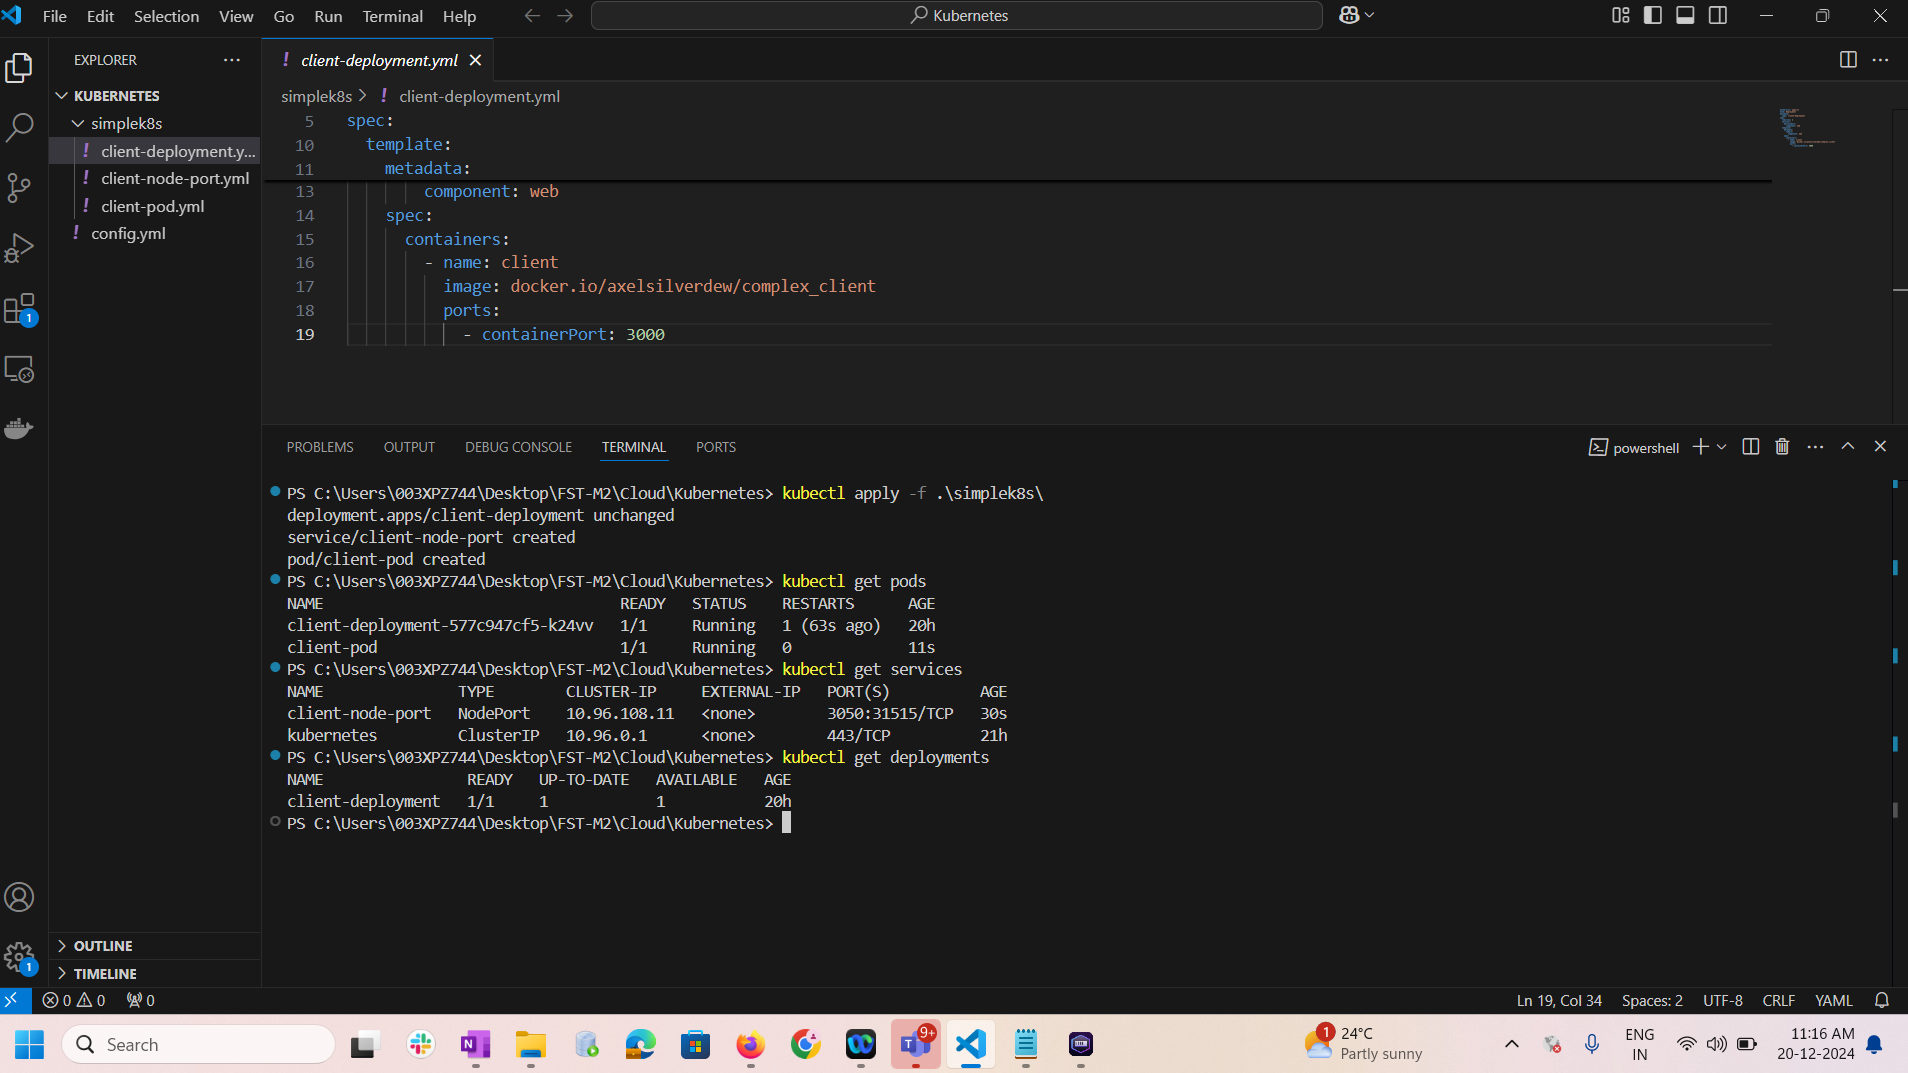 File Edit Selection View Go Run Terminal Help
Kubernetes
EXPLORER
KUBERNETES
simplek8s
! client-deployment.y...
! client-node-port.yml
! client-pod.yml
! config.yml
OUTLINE
TIMELINE
! client-deployment.yml
simplek8s > ! client-deployment.yml
5 spec:
10 template:
11 metadata:
13 component: web
14 spec:
15 containers:
16 - name: client
17 image: docker.io/axelsilverdew/complex_client
18 ports:
19 - containerPort: 3000
PROBLEMS OUTPUT DEBUG CONSOLE TERMINAL PORTS
powershell
PS C:\Users\003XPZ744\Desktop\FST-M2\Cloud\Kubernetes> kubectl apply -f .\simplek8s\
deployment.apps/client-deployment unchanged
service/client-node-port created
pod/client-pod created
PS C:\Users\003XPZ744\Desktop\FST-M2\Cloud\Kubernetes> kubectl get pods
NAME READY STATUS RESTARTS AGE
client-deployment-577c947cf5-k24vv 1/1 Running 1 (63s ago) 20h
client-pod 1/1 Running 0 11s
PS C:\Users\003XPZ744\Desktop\FST-M2\Cloud\Kubernetes> kubectl get services
NAME TYPE CLUSTER-IP EXTERNAL-IP PORT(S) AGE
client-node-port NodePort 10.96.108.11 <none> 3050:31515/TCP 30s
kubernetes ClusterIP 10.96.0.1 <none> 443/TCP 21h
PS C:\Users\003XPZ744\Desktop\FST-M2\Cloud\Kubernetes> kubectl get deployments
NAME READY UP-TO-DATE AVAILABLE AGE
client-deployment 1/1 1 1 20h
PS C:\Users\003XPZ744\Desktop\FST-M2\Cloud\Kubernetes>
1
1
0 0 0
Ln 19, Col 34 Spaces: 2 UTF-8 CRLF YAML
Search
9+
1
24°C
Partly sunny
ENG
IN
11:16 AM
20-12-2024